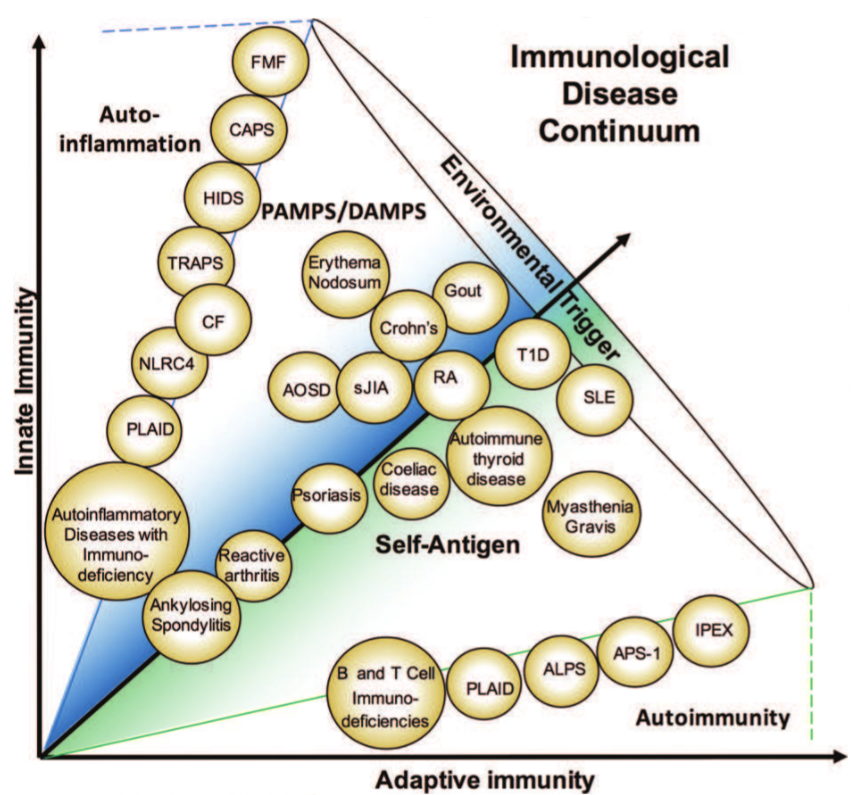 Immunological
Disease
Continuum
FMF
Auto-
inflammation
CAPS
HIDS
PAMPS/DAMPS
Environmental Trigger
TRAPS
Erythema
Nodosum
Gout
CF
Crohn's
NLRC4
T1D
AOSD
sJIA
RA
SLE
PLAID
Autoimmune
thyroid
disease
Coeliac
disease
Psoriasis
Myasthenia
Gravis
Autoinflammatory
Diseases with
Immuno-
deficiency
Self-Antigen
Reactive
arthritis
Ankylosing
Spondylitis
IPEX
APS-1
ALPS
PLAID
B and T Cell
Immuno-
deficiencies
Autoimmunity
Innate Immunity
Adaptive immunity